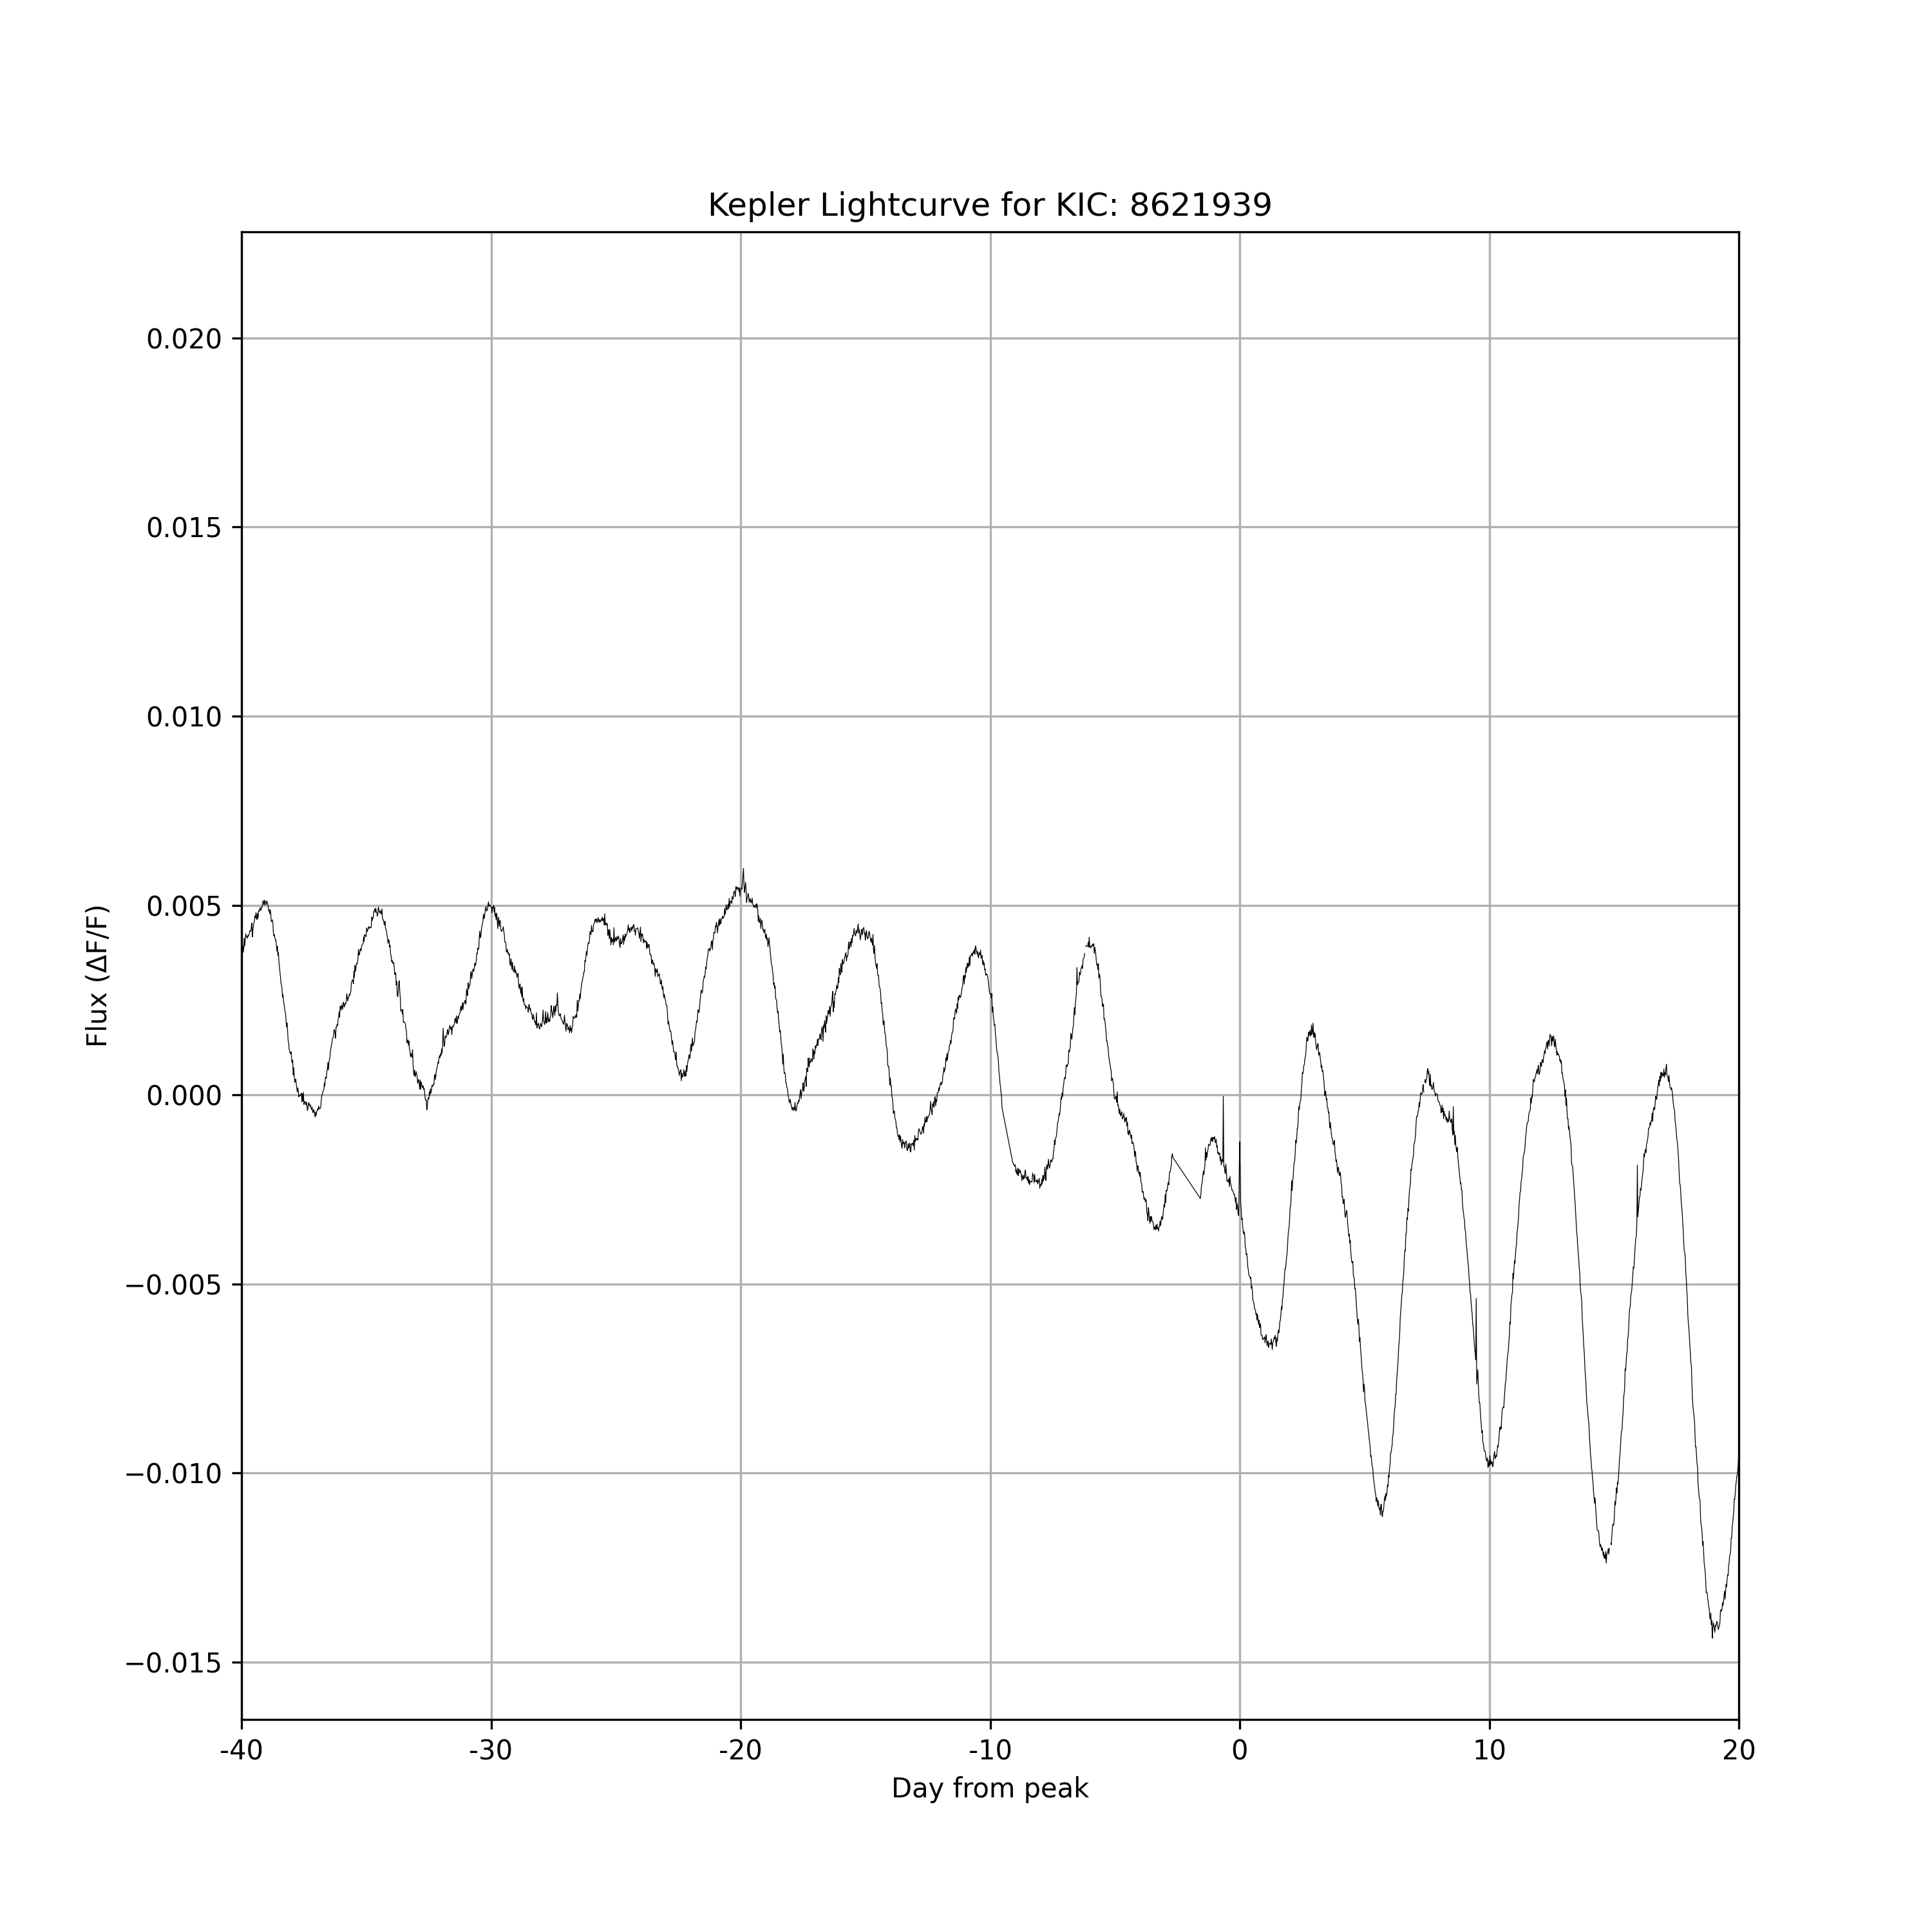 Kepler Lightcurve for KIC: 8621939
0.020
0.015
0.010
0.005
0.000
−0.005
−0.010
−0.015
Flux (ΔF/F)
-40 -30 -20 -10 0 10 20
Day from peak